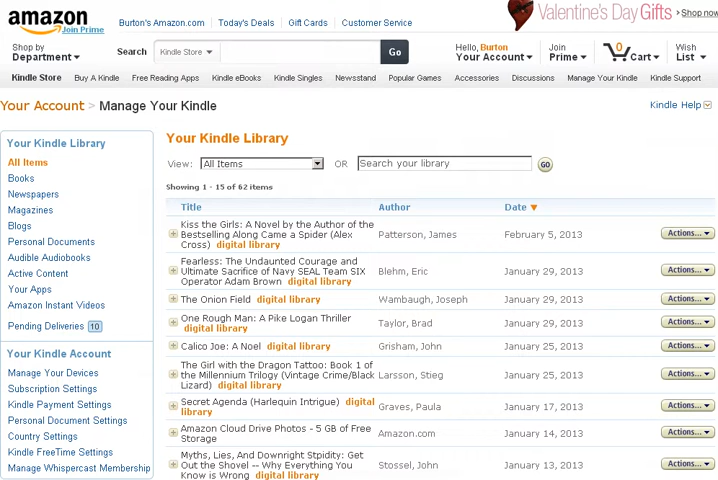 amazon
Join Prime
Burton's Amazon.com
Today's Deals
Gift Cards
Customer Service
Valentine's Day Gifts
> Shop now
Shop by
Department
Search
Kindle Store
Go
Hello, Burton
Your Account
Join
Prime
0
Cart
Wish
List
Kindle Store
Buy A Kindle
Free Reading Apps
Kindle eBooks
Kindle Singles
Newsstand
Popular Games
Accessories
Discussions
Manage Your Kindle
Kindle Support
Your Account > Manage Your Kindle
Kindle Help
Your Kindle Library
All Items
Books
Newspapers
Magazines
Blogs
Personal Documents
Audible Audiobooks
Active Content
Your Apps
Amazon Instant Videos
Pending Deliveries 10
Your Kindle Account
Manage Your Devices
Subscription Settings
Kindle Payment Settings
Personal Document Settings
Country Settings
Kindle FreeTime Settings
Manage Whispercast Membership
Your Kindle Library
View: All Items OR Search your library GO
Showing 1 - 15 of 62 items
Title Author Date
Kiss the Girls: A Novel by the Author of the
Bestselling Along Came a Spider (Alex
Cross) digital library
Patterson, James
February 5, 2013
Actions...
Fearless: The Undaunted Courage and
Ultimate Sacrifice of Navy SEAL Team SIX
Operator Adam Brown digital library
Blehm, Eric
January 29, 2013
Actions...
The Onion Field digital library
Wambaugh, Joseph
January 29, 2013
Actions...
One Rough Man: A Pike Logan Thriller
digital library
Taylor, Brad
January 29, 2013
Actions...
Calico Joe: A Noel digital library
Grisham, John
January 25, 2013
Actions...
The Girl with the Dragon Tattoo: Book 1 of
the Millennium Trilogy (Vintage Crime/Black
Lizard) digital library
Larsson, Stieg
January 25, 2013
Actions...
Secret Agenda (Harlequin Intrigue) digital
library
Graves, Paula
January 17, 2013
Actions...
Amazon Cloud Drive Photos - 5 GB of Free
Storage
Amazon.com
January 14, 2013
Actions...
Myths, Lies, And Downright Stpidity: Get
Out the Shovel -- Why Everything You
Know is Wrong digital library
Stossel, John
January 13, 2013
Actions...